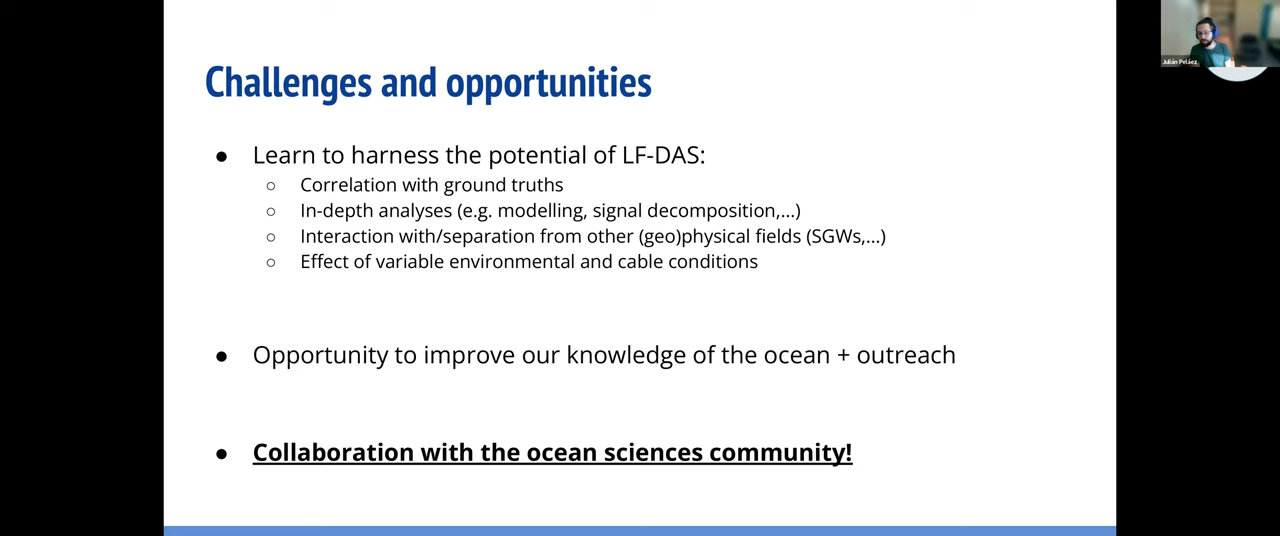 Challenges and opportunities
● Learn to harness the potential of LF-DAS:
○ Correlation with ground truths
○ In-depth analyses (e.g. modelling, signal decomposition,...)
○ Interaction with/separation from other (geo)physical fields (SGWs,...)
○ Effect of variable environmental and cable conditions
● Opportunity to improve our knowledge of the ocean + outreach
● Collaboration with the ocean sciences community!
Julián Peláez